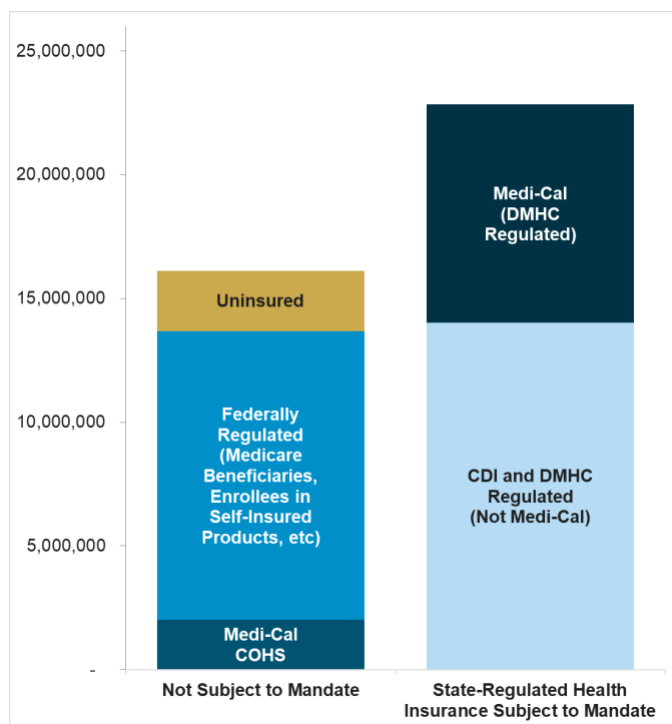 25,000,000
20,000,000
15,000,000
10,000,000
5,000,000
-
Uninsured
Federally
Regulated
(Medicare
Beneficiaries,
Enrollees in
Self-Insured
Products, etc)
Medi-Cal
COHS
Medi-Cal
(DMHC
Regulated)
CDI and DMHC
Regulated
(Not Medi-Cal)
Not Subject to Mandate
State-Regulated Health
Insurance Subject to Mandate